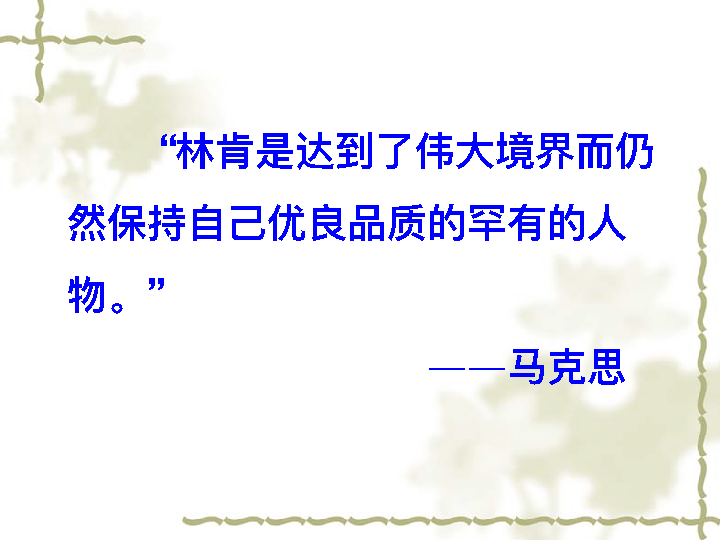 “林肯是达到了伟大境界而仍
然保持自己优良品质的罕有的人
物。”
——马克思